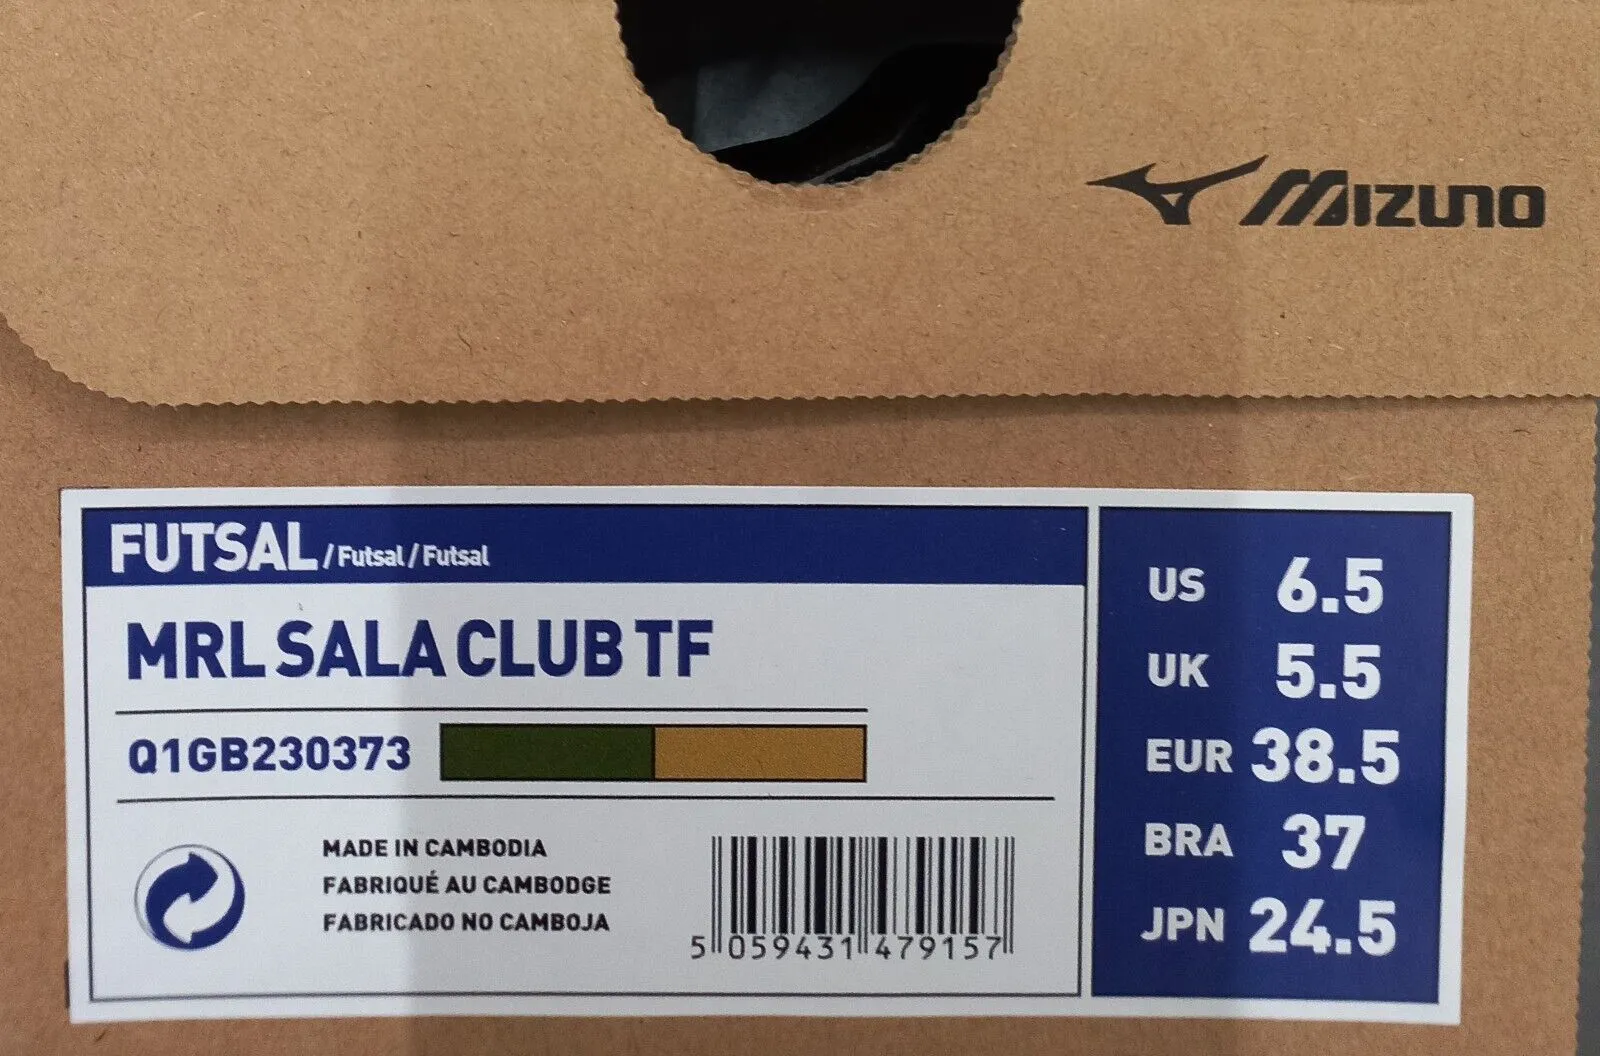 MIZUNO
FUTSAL / Futsal / Futsal
MRL SALA CLUB TF
Q1GB230373
MADE IN CAMBODIA
FABRIQUÉ AU CAMBODGE
FABRICADO NO CAMBOJA
5 059431 479157
US 6.5
UK 5.5
EUR 38.5
BRA 37
JPN 24.5